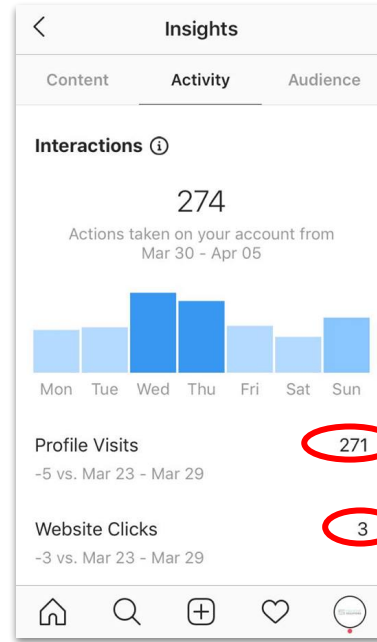 Insights
Content Activity Audience
Interactions
274
Actions taken on your account from
Mar 30 - Apr 05
Mon Tue Wed Thu Fri Sat Sun
Profile Visits 271
-5 vs. Mar 23 - Mar 29
Website Clicks 3
-3 vs. Mar 23 - Mar 29